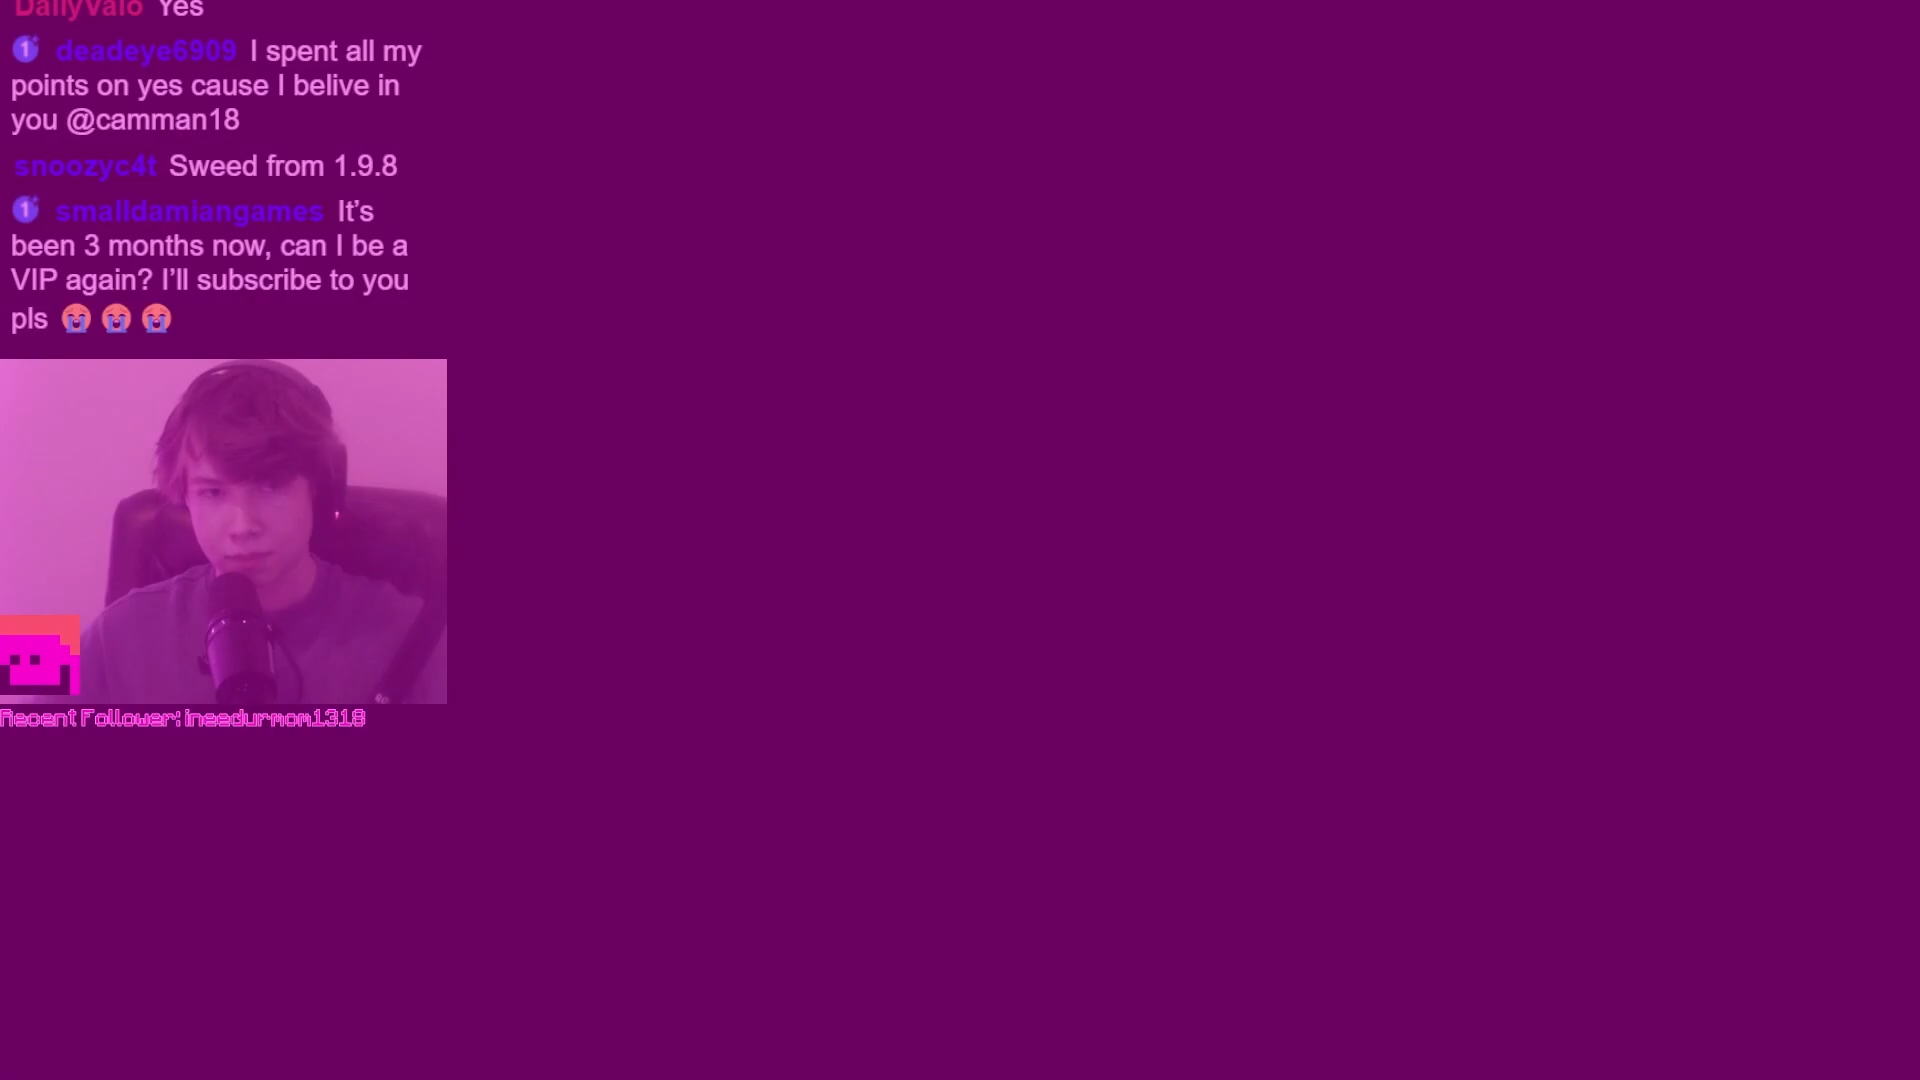 DailyValo Yes
deadeye6909 I spent all my
points on yes cause I belive in
you @camman18
snoozyc4t Sweed from 1.9.8
smalldamiangames It’s
been 3 months now, can I be a
VIP again? I’ll subscribe to you
pls 😭 😭 😭
Recent Follower: ineedurmom1318